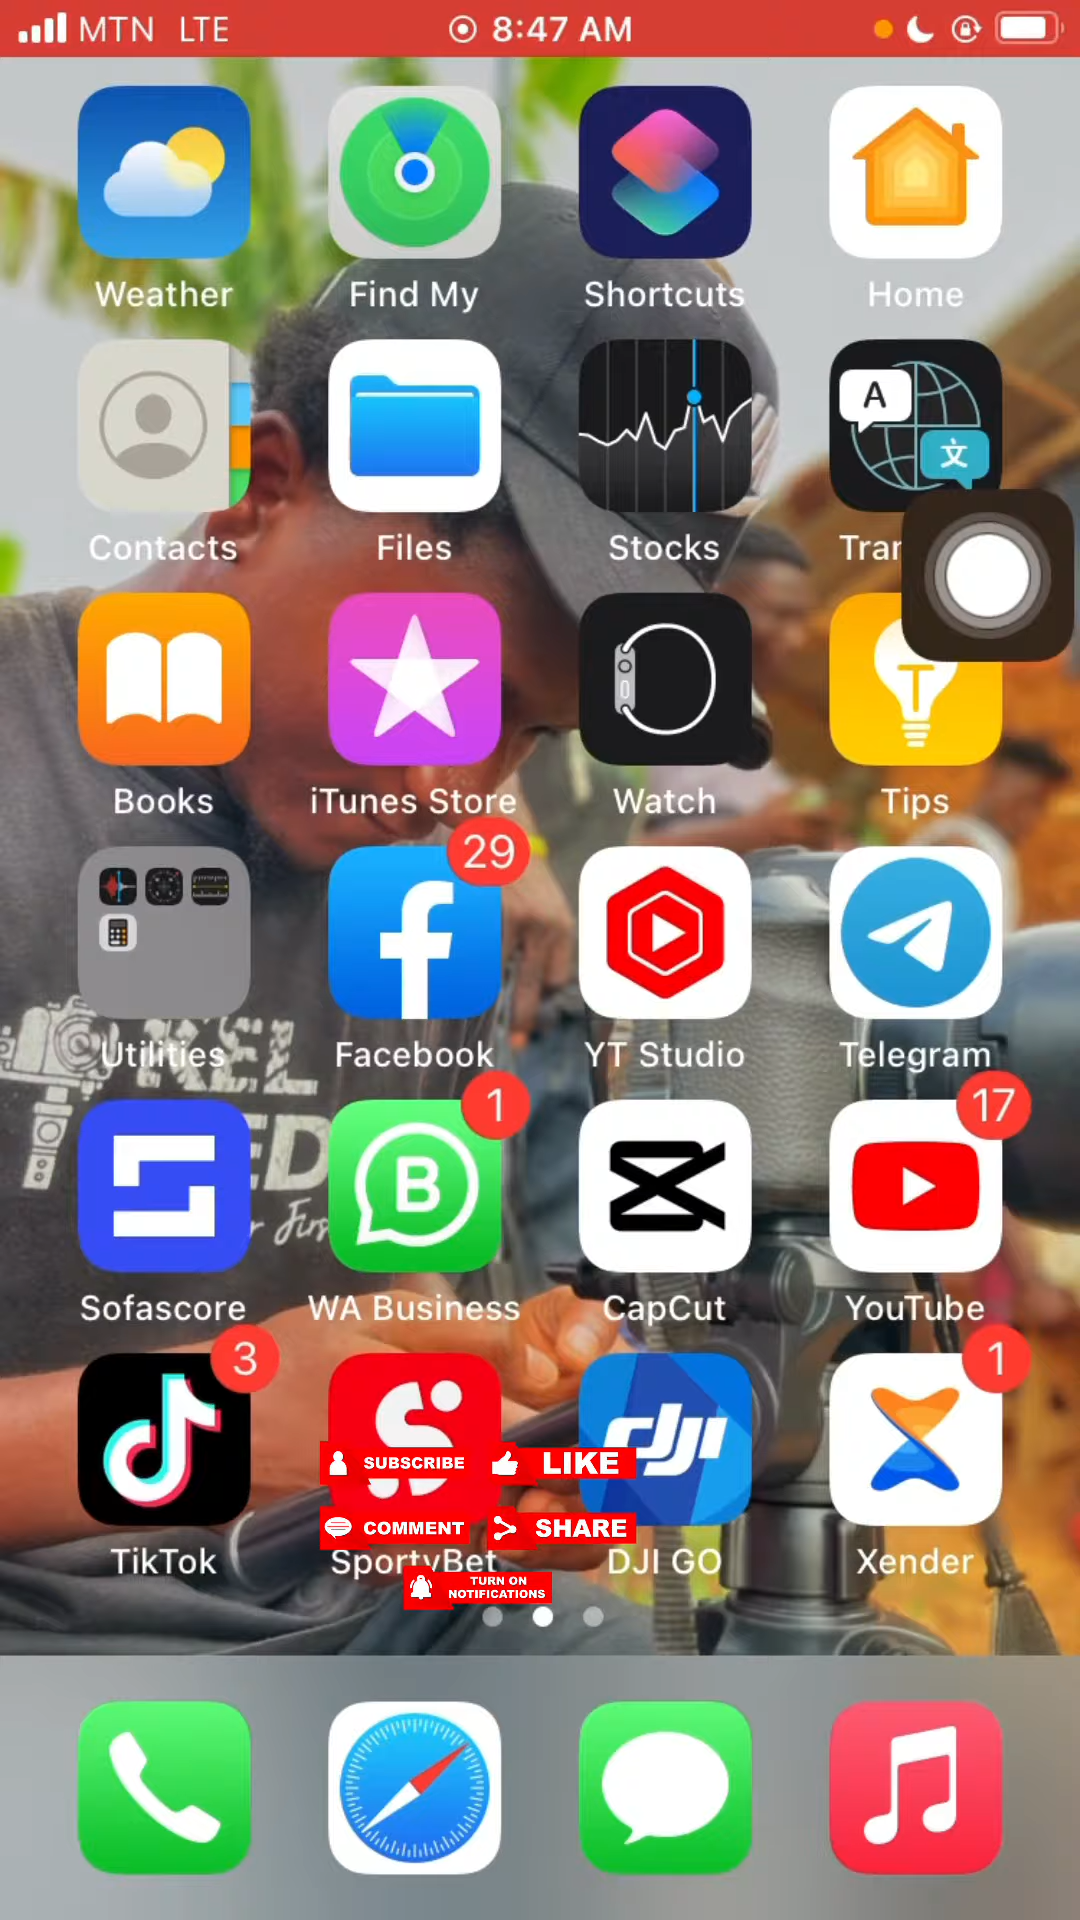 MTN LTE 8:47 AM
Weather Find My Shortcuts Home
A
文
Contacts Files Stocks Tran
Books iTunes Store Watch Tips
29
Utilities Facebook YT Studio Telegram
1 17
B
Sofascore WA Business CapCut YouTube
3 1
dji
SUBSCRIBE LIKE
COMMENT SHARE
TikTok SportyBet DJI GO Xender
TURN ON
NOTIFICATIONS